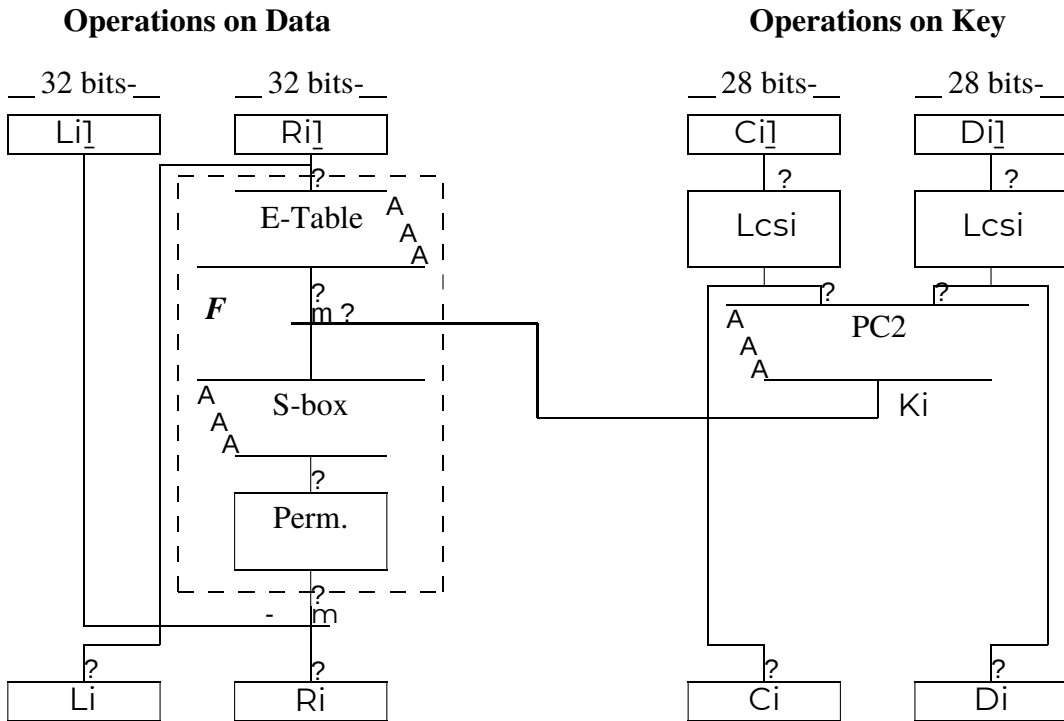 Operations on Data Operations on Key
32 bits- 32 bits- 28 bits- 28 bits-
Li1 Ri1 Ci1 Di1
? ? ?
E-Table A Lcsi Lcsi
A
A
? ? ?
F m ? A PC2
A
A
A S-box Ki
A
A
?
Perm.
?
- m
? ? ? ?
Li Ri Ci Di